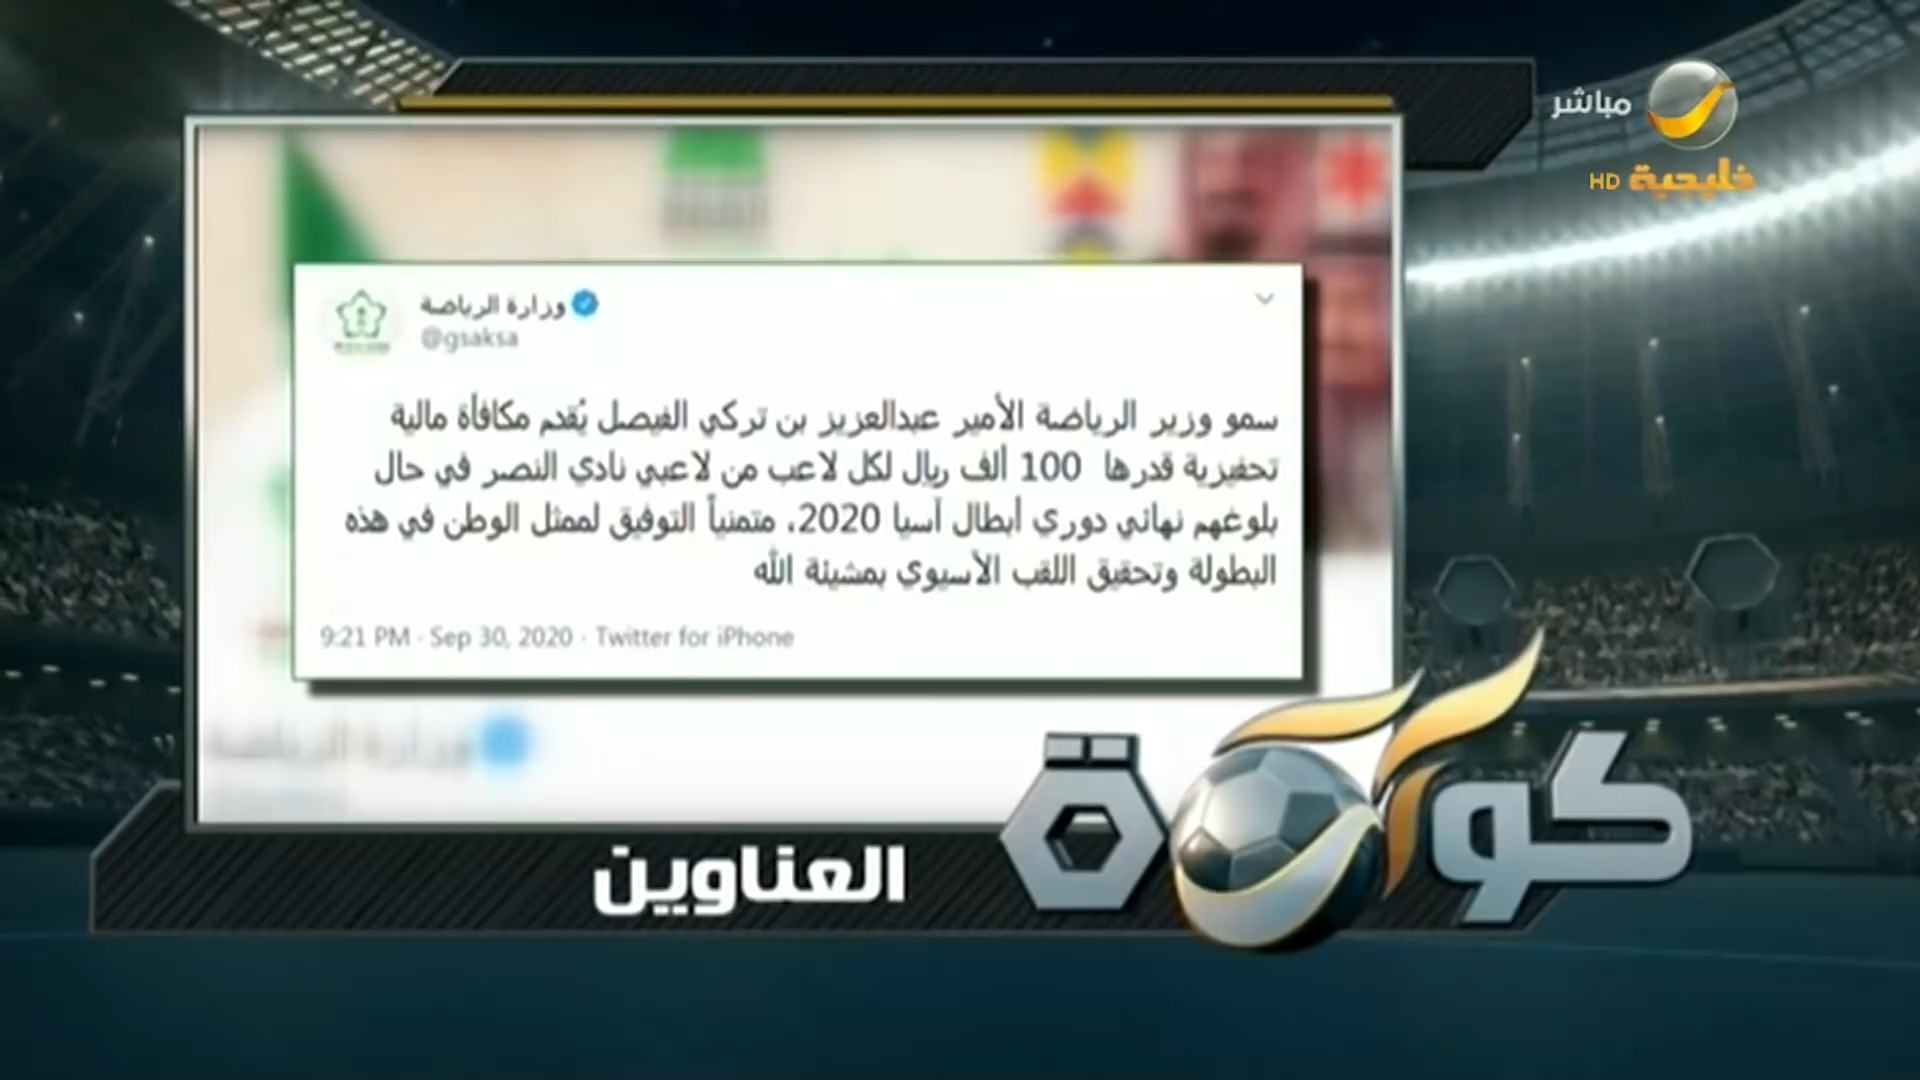 مباشر
خليجية HD
وزارة الرياضة
@gsaksa
سمو وزير الرياضة الأمير عبدالعزيز بن تركي الفيصل يُقدم مكافأة مالية
تحفيزية قدرها 100 ألف ريال لكل لاعب من لاعبي نادي النصر في حال
بلوغهم نهائي دوري أبطال آسيا 2020، متمنياً التوفيق لممثل الوطن في هذه
البطولة وتحقيق اللقب الآسيوي بمشيئة الله
9:21 PM · Sep 30, 2020 · Twitter for iPhone
وزارة الرياضة
العناوين
كورة